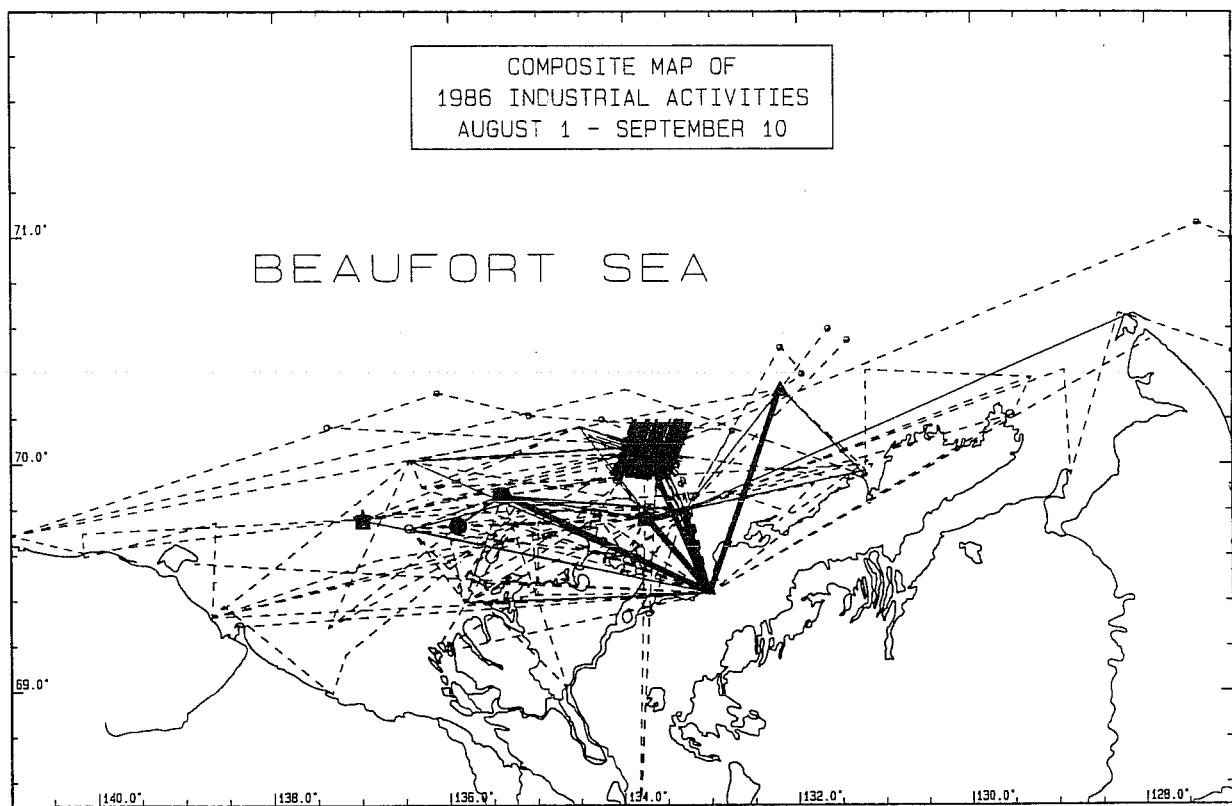 COMPOSITE MAP OF
1986 INDUSTRIAL ACTIVITIES
AUGUST 1 - SEPTEMBER 10
71.0°
BEAUFORT SEA
70.0°
69.0°
140.0° 138.0° 136.0° 134.0° 132.0° 130.0° 128.0°